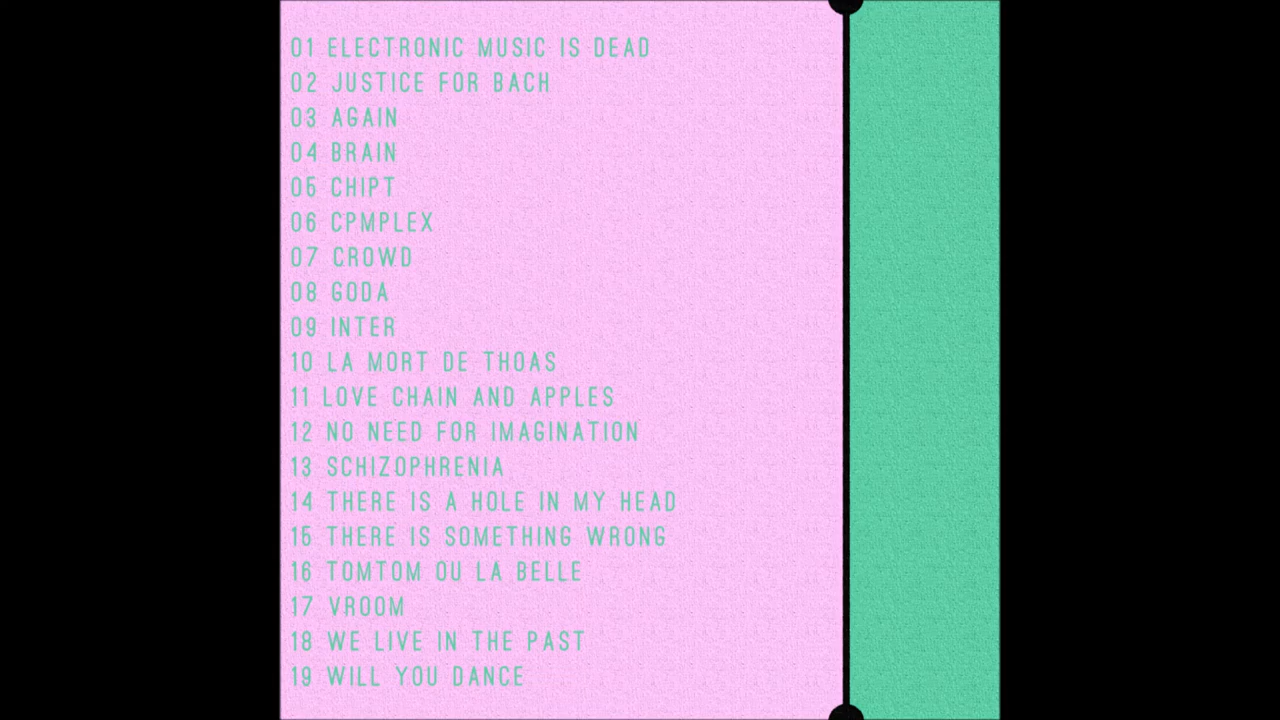 01 ELECTRONIC MUSIC IS DEAD
02 JUSTICE FOR BACH
03 AGAIN
04 BRAIN
05 CHIPT
06 CPMPLEX
07 CROWD
08 GODA
09 INTER
10 LA MORT DE THOAS
11 LOVE CHAIN AND APPLES
12 NO NEED FOR IMAGINATION
13 SCHIZOPHRENIA
14 THERE IS A HOLE IN MY HEAD
15 THERE IS SOMETHING WRONG
16 TOMTOM OU LA BELLE
17 VROOM
18 WE LIVE IN THE PAST
19 WILL YOU DANCE